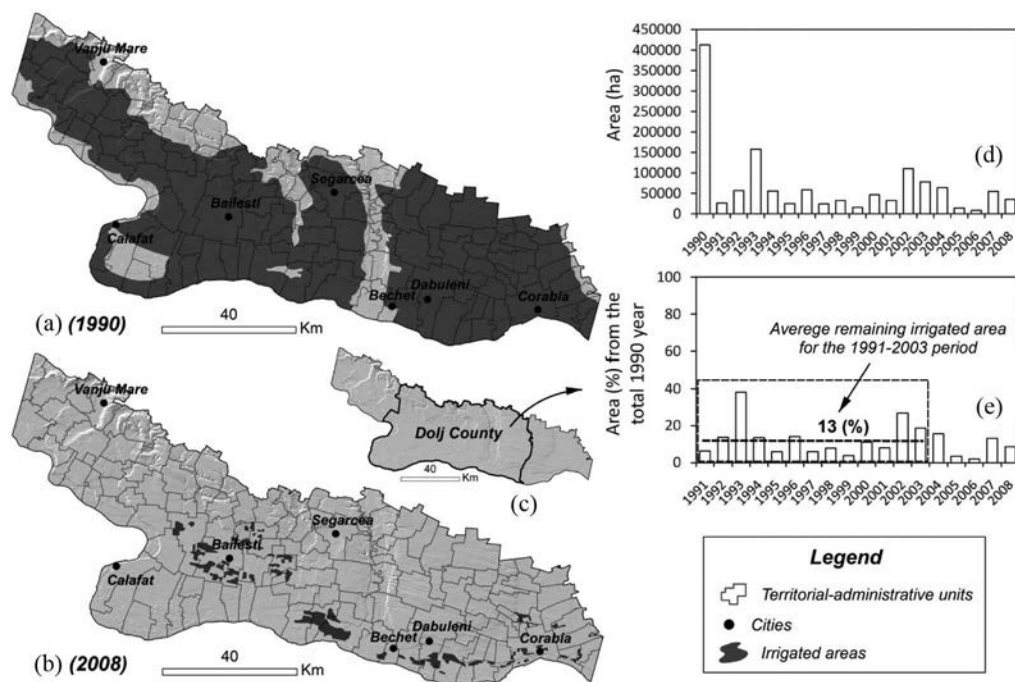 Vanju Mare
Segarcea
Bailesti
Calafat
Dabuleni
Bechet
Corabia
(a) (1990)
40
Km
Vanju Mare
Segarcea
Bailesti
Calafat
Dabuleni
Bechet
Corabia
(b) (2008)
40
Km
Dolj County
40
Km
(c)
Area (ha)
450000
400000
350000
300000
250000
200000
150000
100000
50000
0
(d)
1990 1991 1992 1993 1994 1995 1996 1997 1998 1999 2000 2001 2002 2003 2004 2005 2006 2007 2008
Area (%) from the
total 1990 year
100
80
60
40
20
0
Averege remaining irrigated area
for the 1991-2003 period
13 (%)
(e)
1991 1992 1993 1994 1995 1996 1997 1998 1999 2000 2001 2002 2003 2004 2005 2006 2007 2008
Legend
Territorial-administrative units
Cities
Irrigated areas